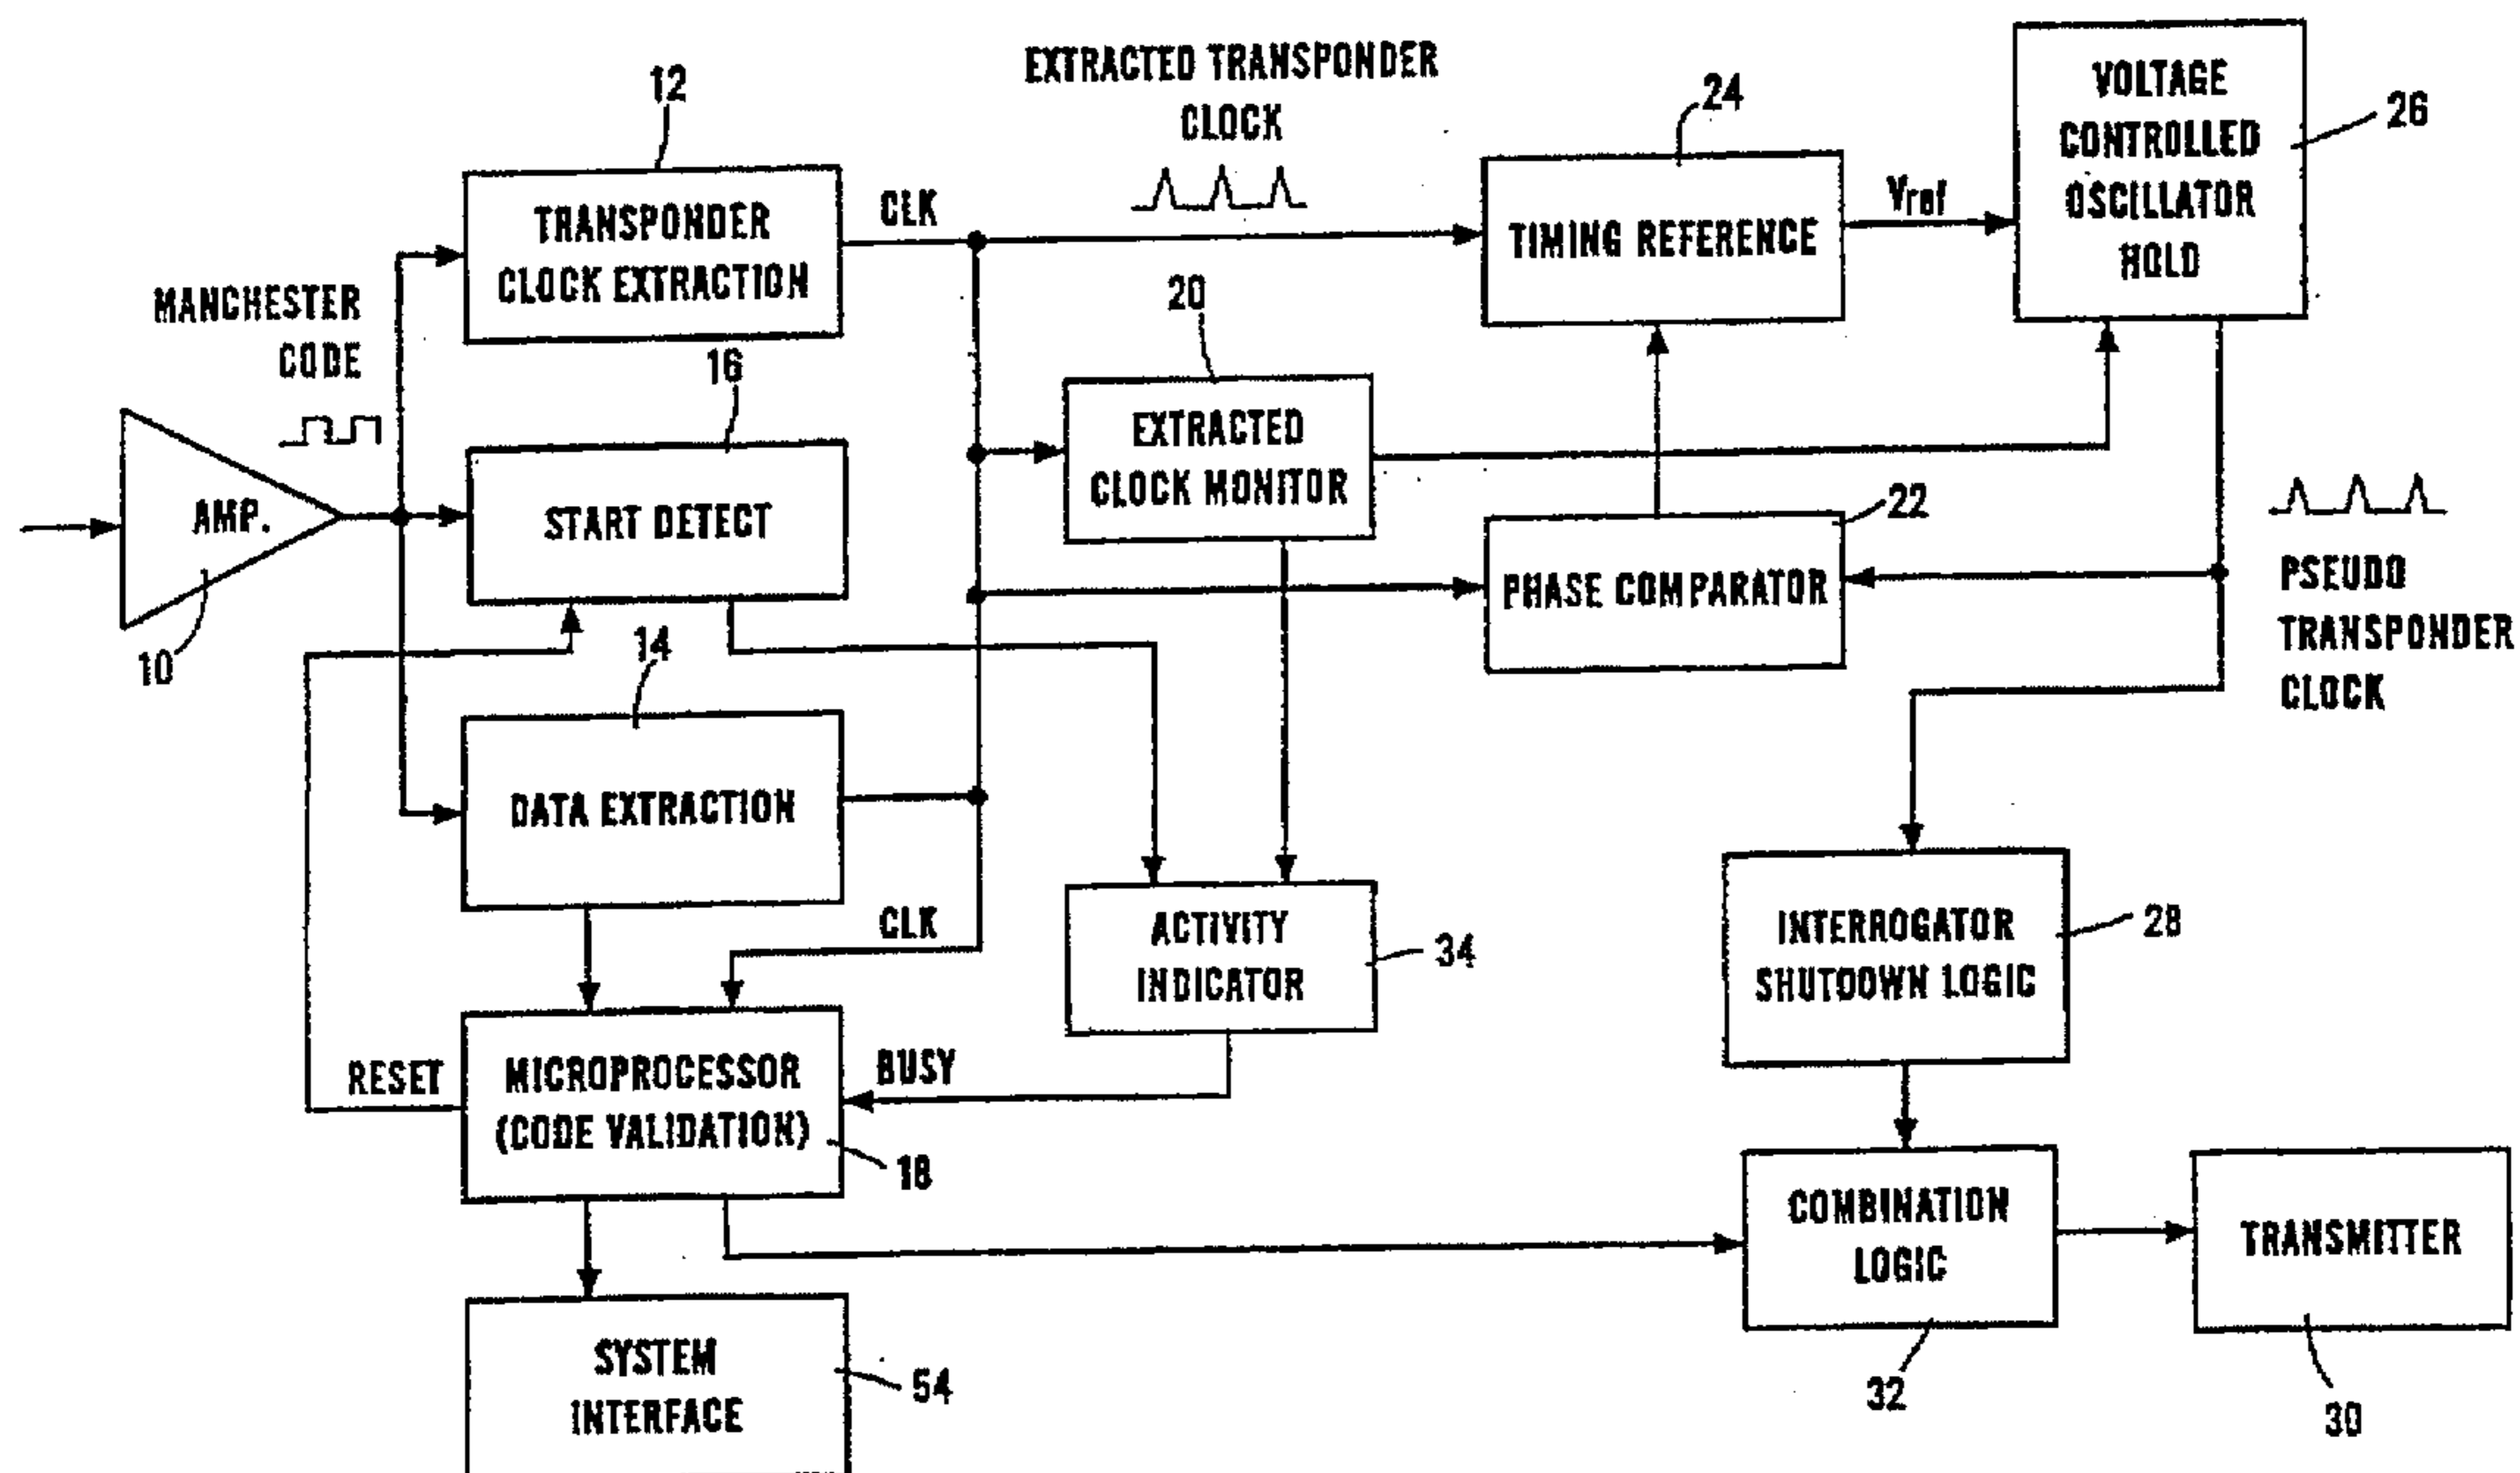 EXTRACTED TRANSPONDER
CLOCK
12
24
26
VOLTAGE
CONTROLLED
OSCILLATOR
HOLD
TRANSPONDER
CLOCK EXTRACTION
CLK
TIMING REFERENCE
Vref
MANCHESTER
CODE
16
20
EXTRACTED
CLOCK MONITOR
AMP.
10
START DETECT
22
PHASE COMPARATOR
PSEUDO
TRANSPONDER
CLOCK
14
DATA EXTRACTION
CLK
ACTIVITY
INDICATOR
34
INTERROGATOR
SHUTDOWN LOGIC
28
RESET
MICROPROCESSOR
(CODE VALIDATION)
18
BUSY
COMBINATION
LOGIC
32
TRANSMITTER
30
SYSTEM
INTERFACE
54